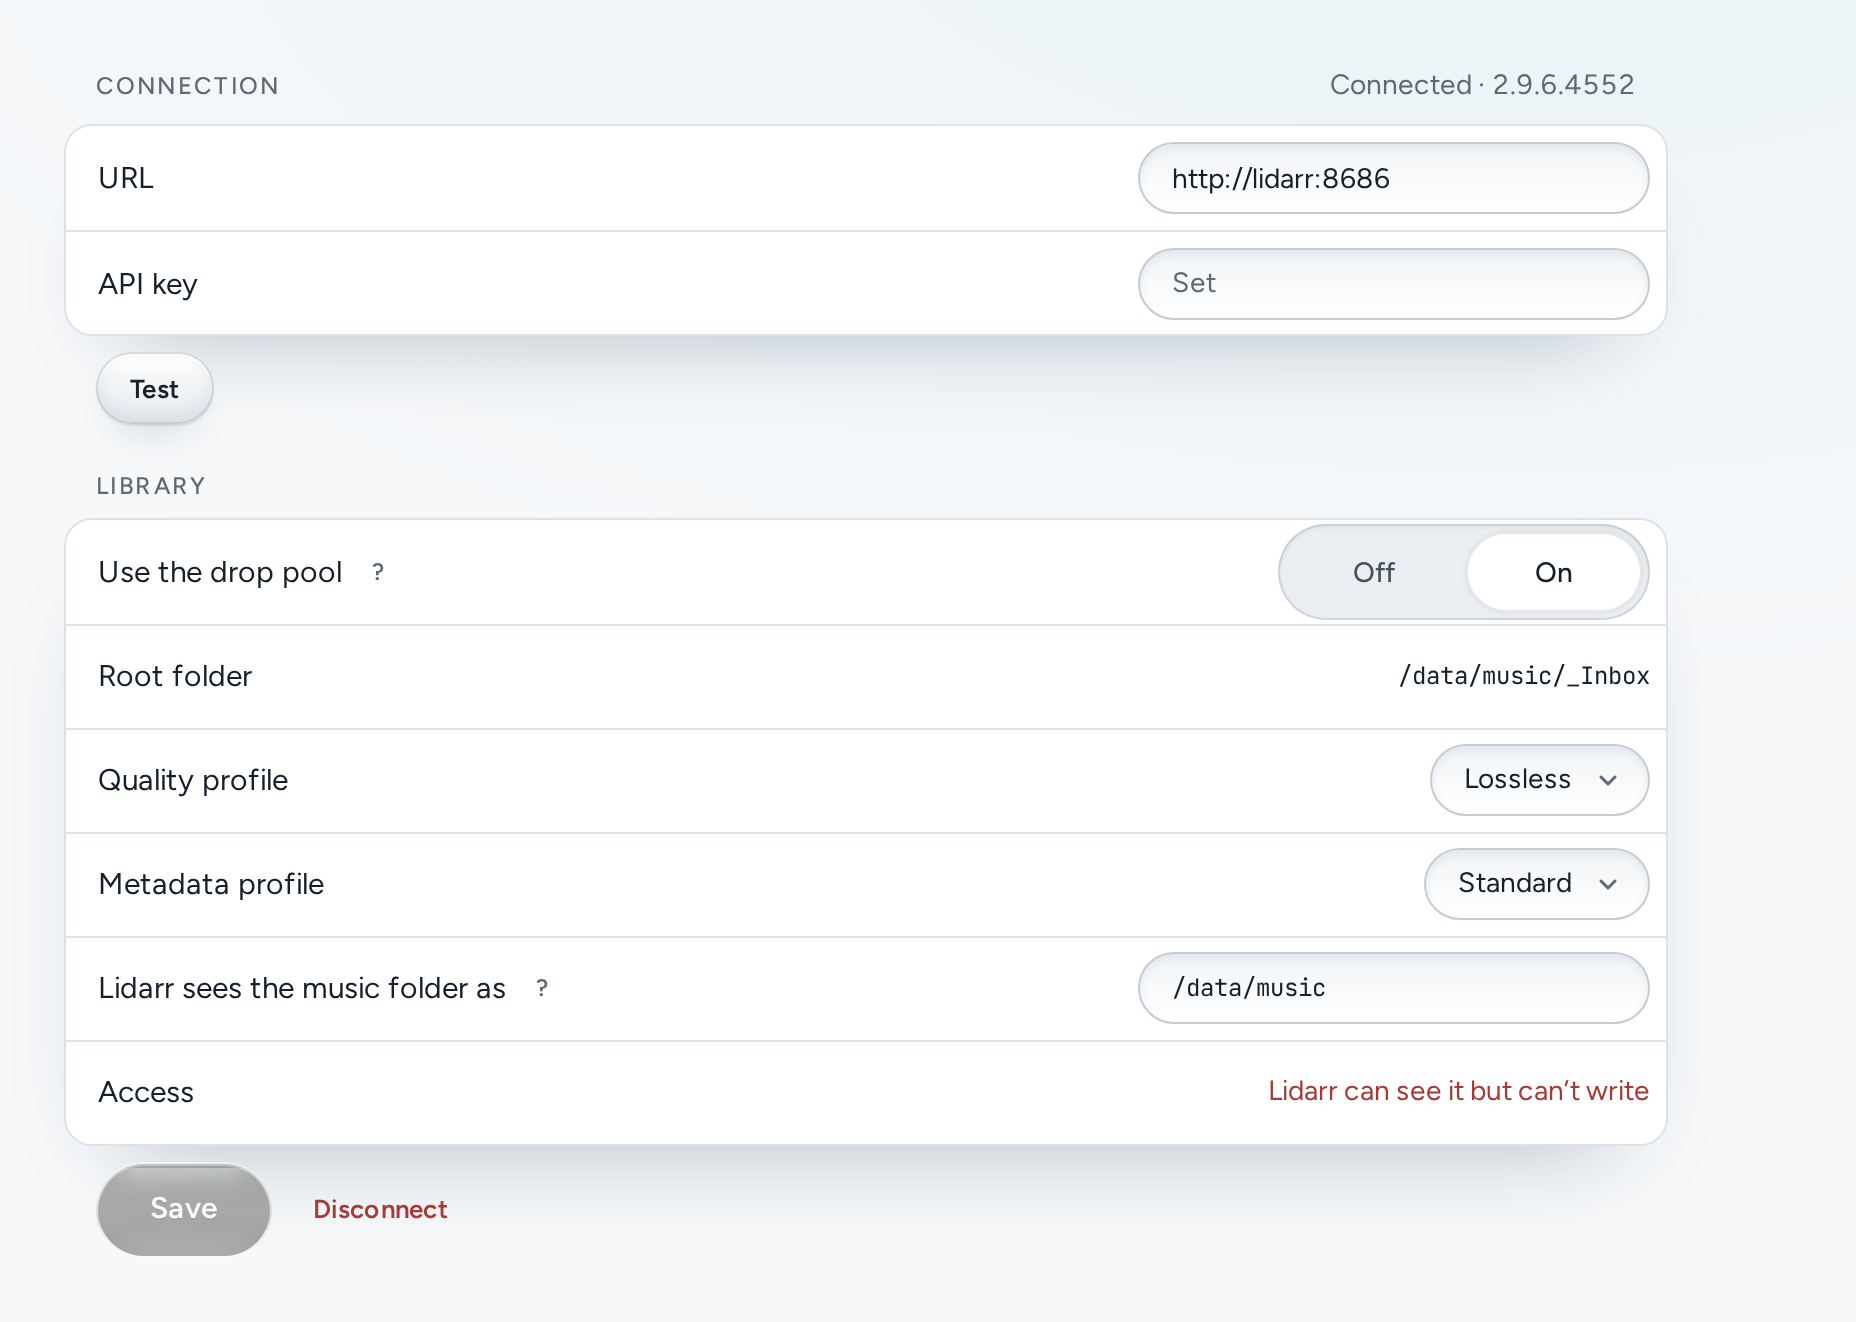 CONNECTION
Connected · 2.9.6.4552
URL
http://lidarr:8686
API key
Set
Test
LIBRARY
Use the drop pool ?
Off On
Root folder
/data/music/_Inbox
Quality profile
Lossless
Metadata profile
Standard
Lidarr sees the music folder as ?
/data/music
Access
Lidarr can see it but can’t write
Save
Disconnect